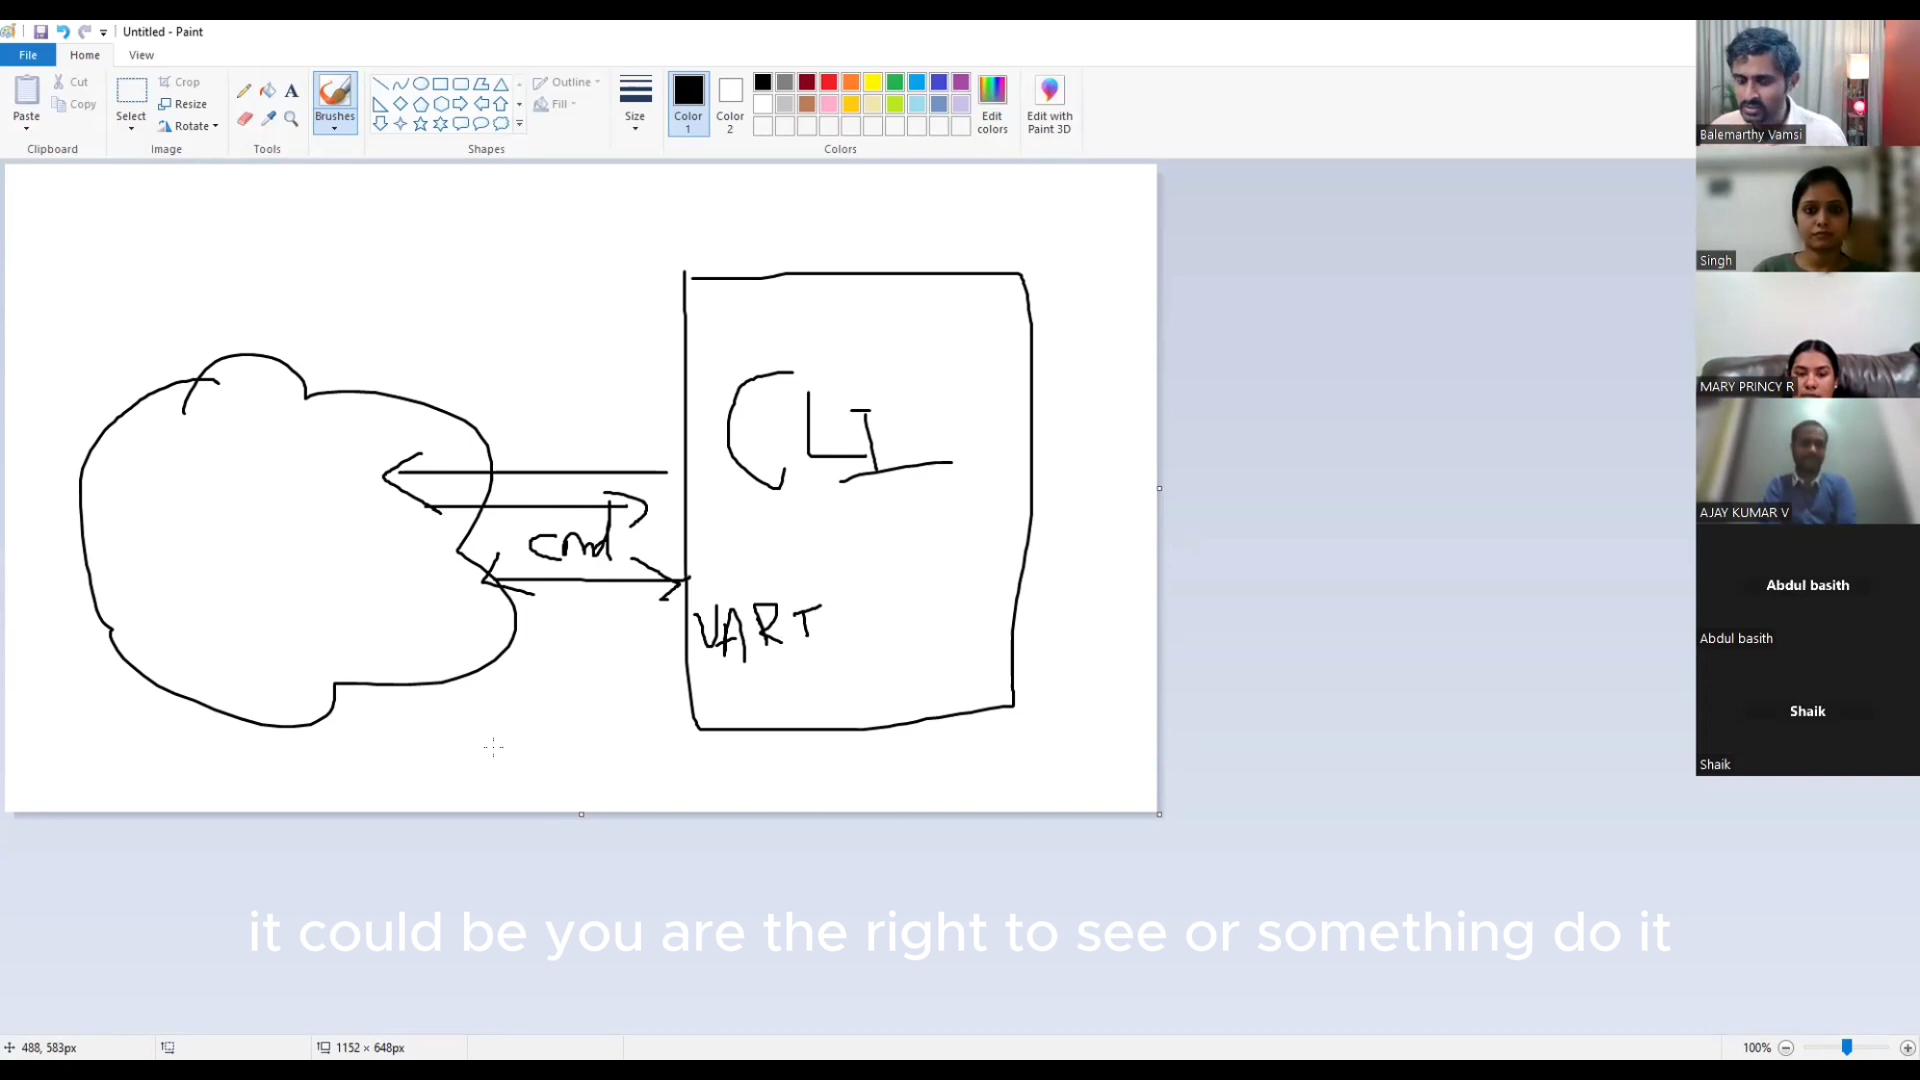 Untitled - Paint
File
Home
View
Paste
Cut
Copy
Clipboard
Select
Crop
Resize
Rotate
Image
A
Tools
Brushes
Shapes
Outline
Fill
Size
Color
1
Color
2
Colors
Edit
colors
Edit with
Paint 3D
CLI
cmd
UART
Balemarthy Vamsi
Singh
MARY PRINCY R
AJAY KUMAR V
Abdul basith
Abdul basith
Shaik
Shaik
it could be you are the right to see or something do it
488, 583px
1152 × 648px
100%